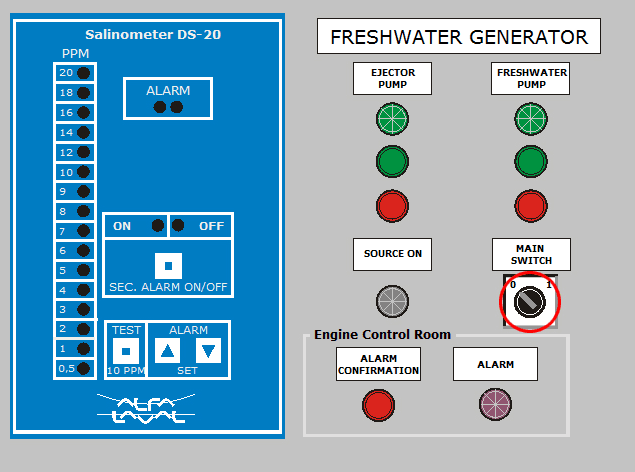 Salinometer DS-20
PPM
20
18
16
14
12
10
9
8
7
6
5
4
3
2
1
0,5
ALARM
ON OFF
SEC. ALARM ON/OFF
TEST
10 PPM
ALARM
SET
ALFA
LAVAL
FRESHWATER GENERATOR
EJECTOR
PUMP
FRESHWATER
PUMP
SOURCE ON
MAIN
SWITCH
0 1
Engine Control Room
ALARM
CONFIRMATION
ALARM